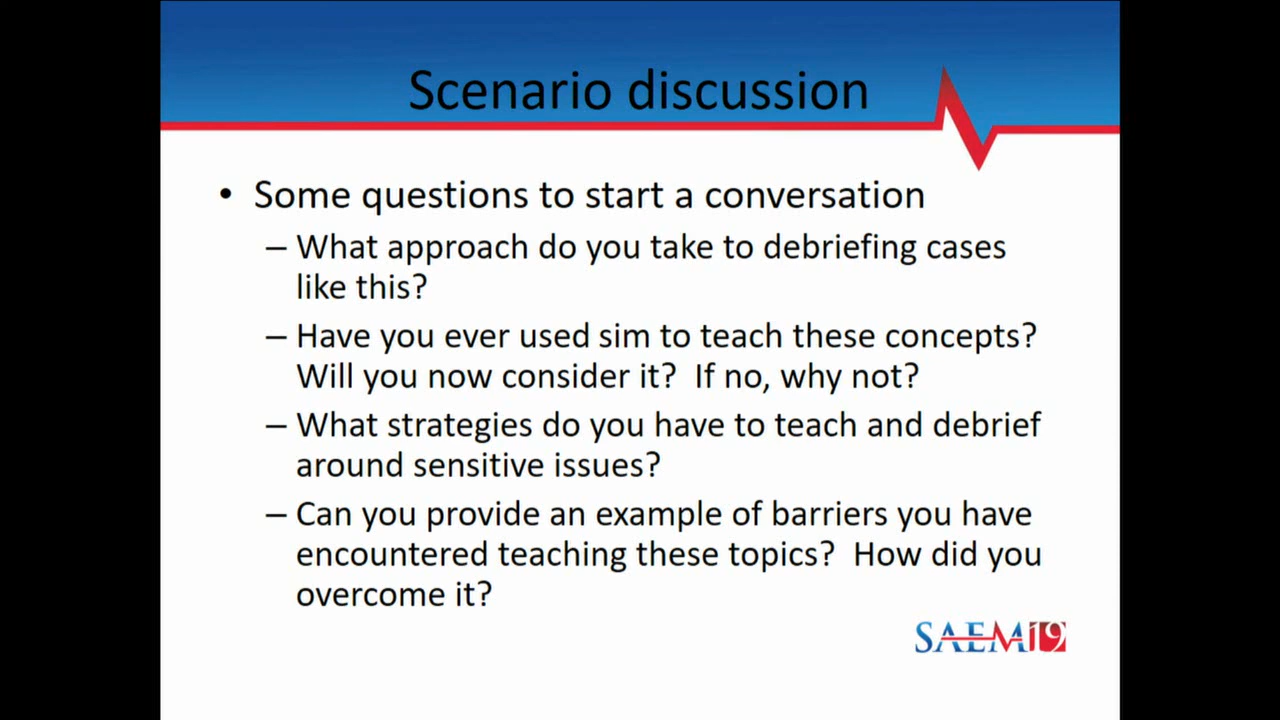 Scenario discussion
• Some questions to start a conversation
– What approach do you take to debriefing cases
like this?
– Have you ever used sim to teach these concepts?
Will you now consider it?  If no, why not?
– What strategies do you have to teach and debrief
around sensitive issues?
– Can you provide an example of barriers you have
encountered teaching these topics?  How did you
overcome it?
SAEM19